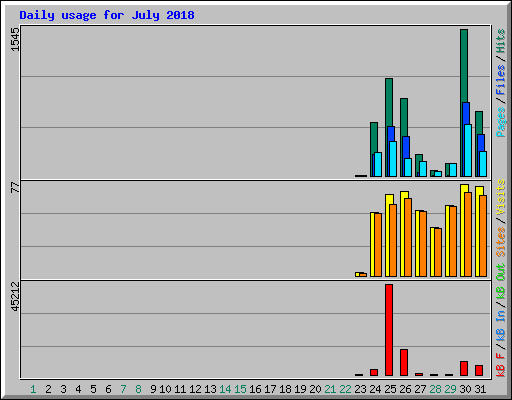 Daily usage for July 2018
1545
77
45212
Pages/Files/Hits
Sites/Visits
kB F/kB In/kB Out
1 2 3 4 5 6 7 8 9 10 11 12 13 14 15 16 17 18 19 20 21 22 23 24 25 26 27 28 29 30 31